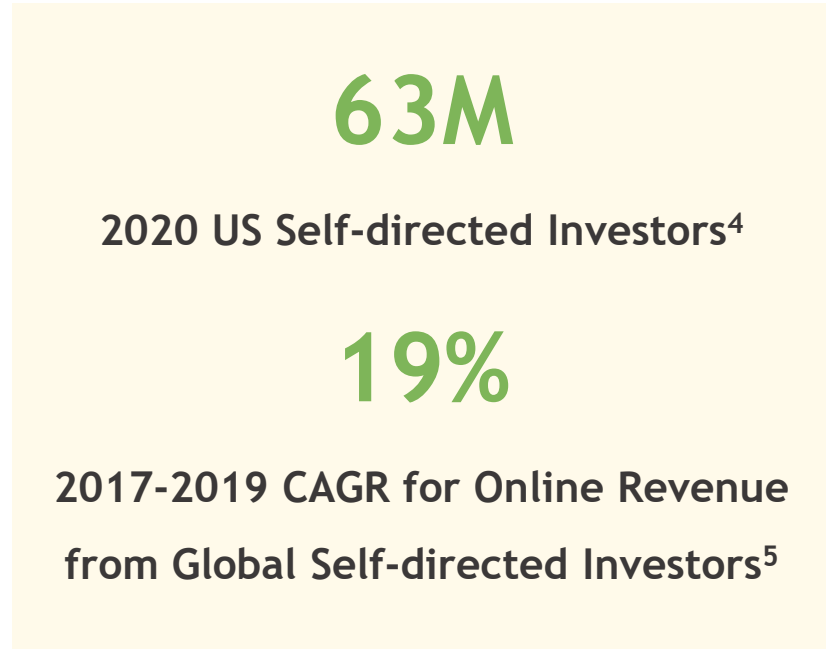 63M
2020 US Self-directed Investors⁴
19%
2017-2019 CAGR for Online Revenue
from Global Self-directed Investors⁵